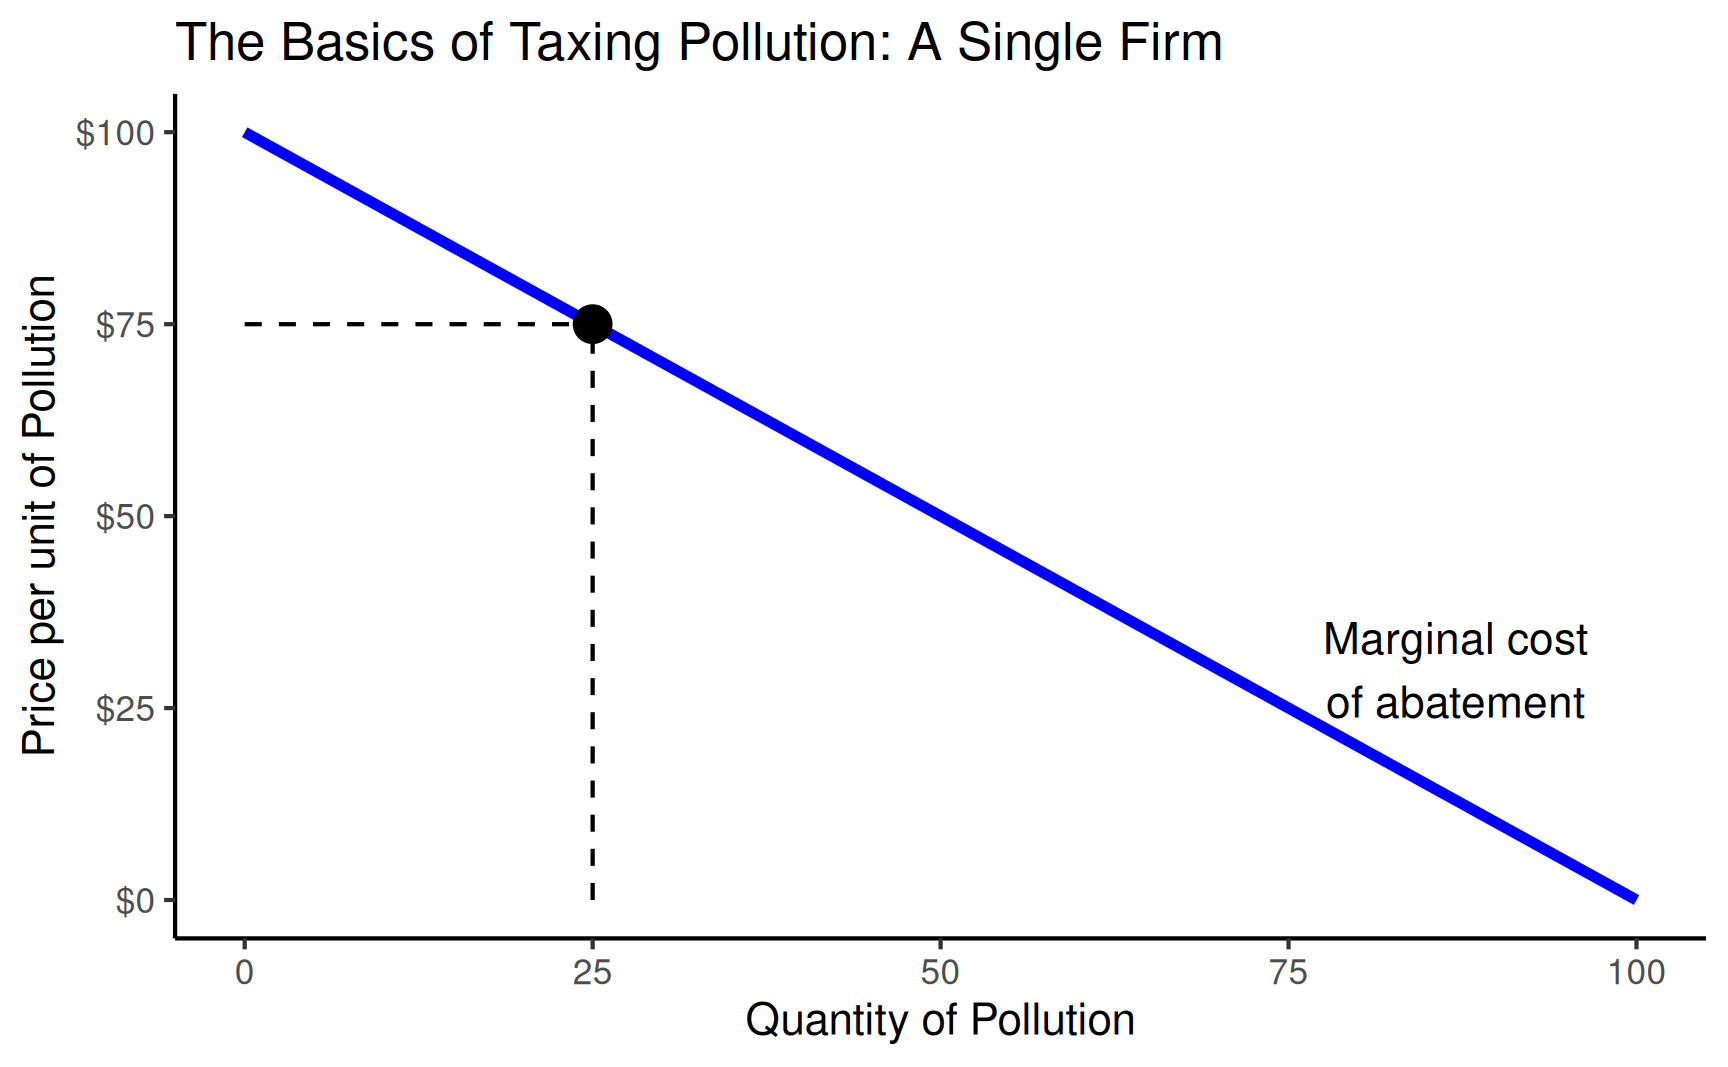 The Basics of Taxing Pollution: A Single Firm
Price per unit of Pollution
$100
$75
$50
$25
$0
Marginal cost
of abatement
0 25 50 75 100
Quantity of Pollution